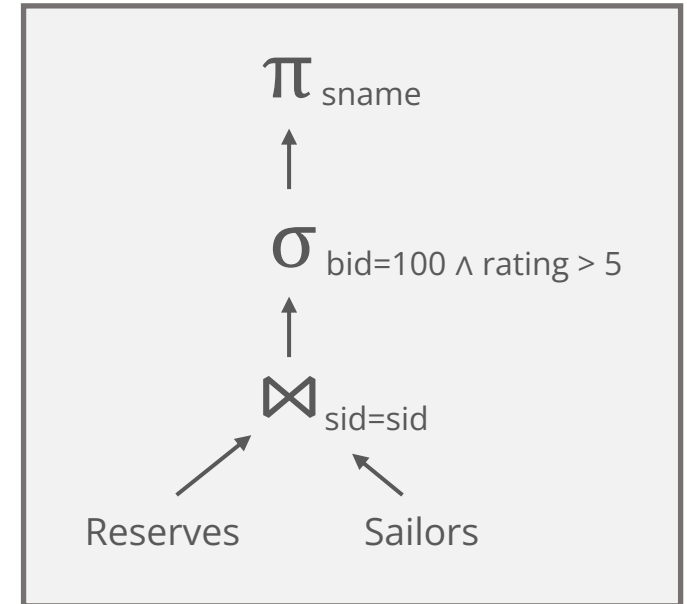 π sname
σ bid=100 ∧ rating > 5
⋈ sid=sid
Reserves Sailors